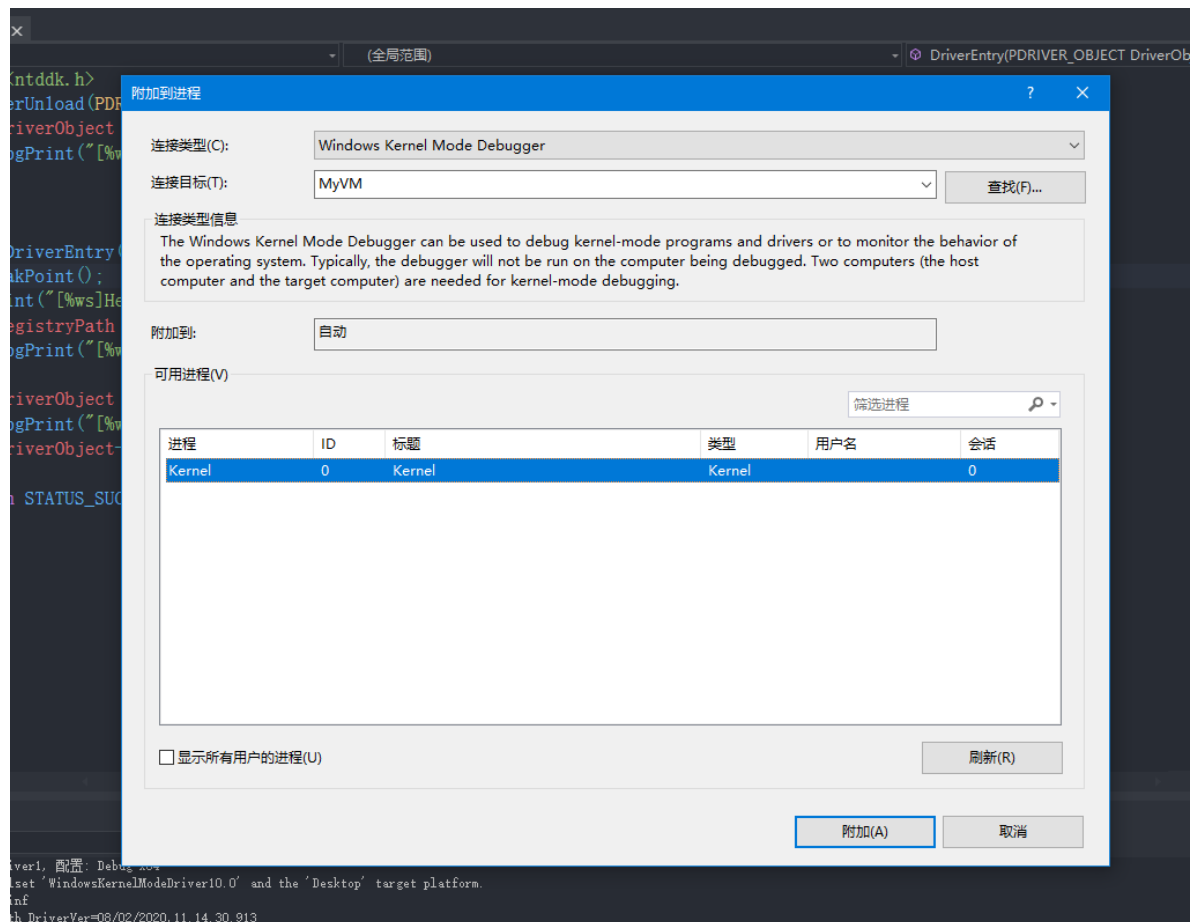 (全局范围)
DriverEntry(PDRIVER_OBJECT DriverOb
<ntddk.h>
erUnload(PDR
riverObject
ogPrint("[%w
DriverEntry(
akPoint();
int("[%ws]He
egistryPath
ogPrint("[%w
riverObject
ogPrint("[%w
riverObject-
n STATUS_SUC
附加到进程
连接类型(C):
Windows Kernel Mode Debugger
连接目标(T):
MyVM
查找(F)...
连接类型信息
The Windows Kernel Mode Debugger can be used to debug kernel-mode programs and drivers or to monitor the behavior of
the operating system. Typically, the debugger will not be run on the computer being debugged. Two computers (the host
computer and the target computer) are needed for kernel-mode debugging.
附加到:
自动
可用进程(V)
筛选进程
进程 ID 标题 类型 用户名 会话
Kernel 0 Kernel Kernel 0
显示所有用户的进程(U)
刷新(R)
附加(A)
取消
iver1, 配置: Debug x64
lset 'WindowsKernelModeDriver10.0' and the 'Desktop' target platform.
inf
th DriverVer=08/02/2020,11.14.30.913